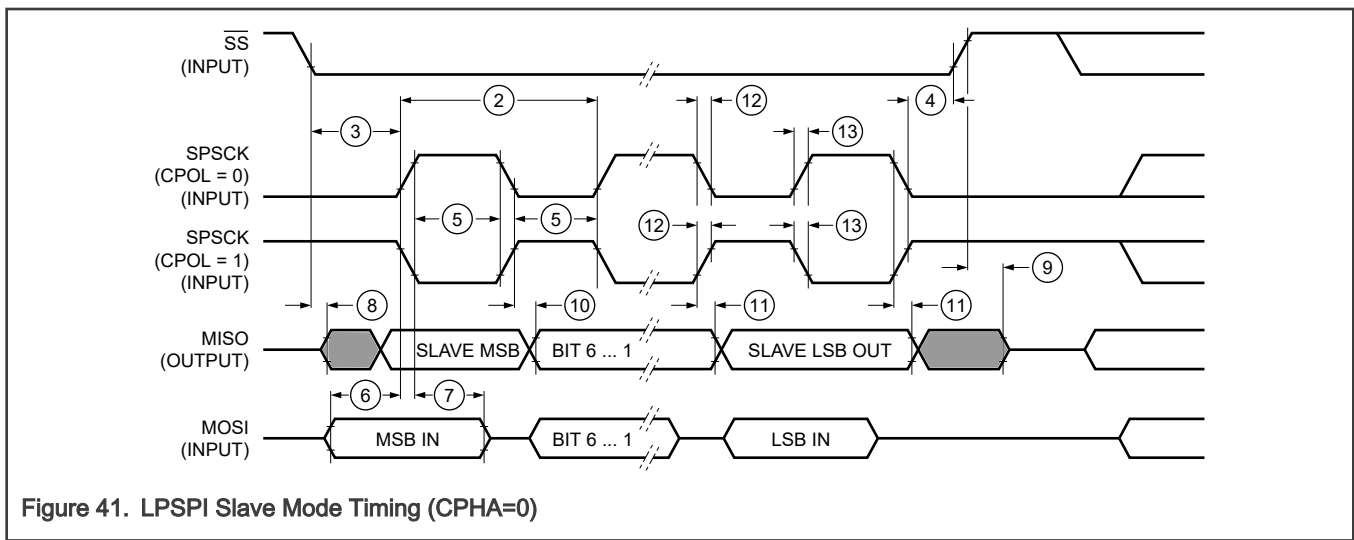 SS
(INPUT)
2
12
4
3
13
SPSCK
(CPOL = 0)
(INPUT)
5
5
12
13
SPSCK
(CPOL = 1)
(INPUT)
9
8
10
11
11
MISO
(OUTPUT)
SLAVE MSB
BIT 6 ... 1
SLAVE LSB OUT
6
7
MOSI
(INPUT)
MSB IN
BIT 6 ... 1
LSB IN
Figure 41. LPSPI Slave Mode Timing (CPHA=0)